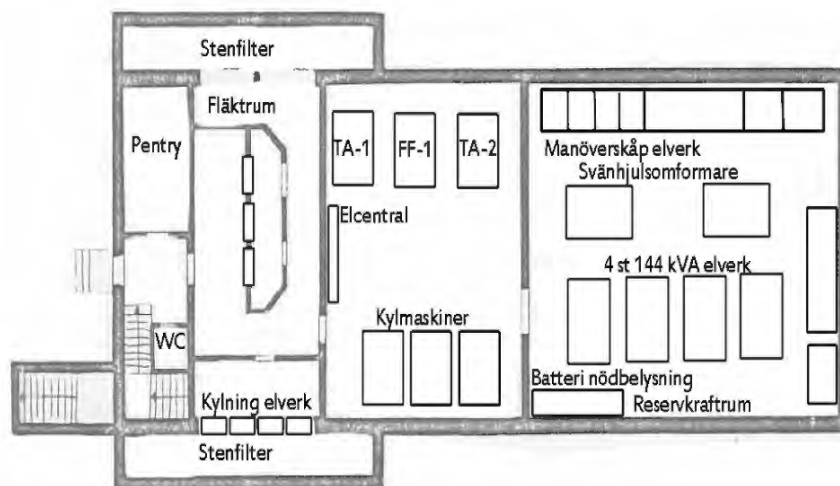 Stenfilter
Fläktrum
Pentry
TA-1
FF-1
TA-2
Manöverskåp elverk
Svänhjulsomformare
Elcentral
4 st 144 kVA elverk
Kylmaskiner
WC
Batteri nödbelysning
Kylning elverk
Reservkraftrum
Stenfilter